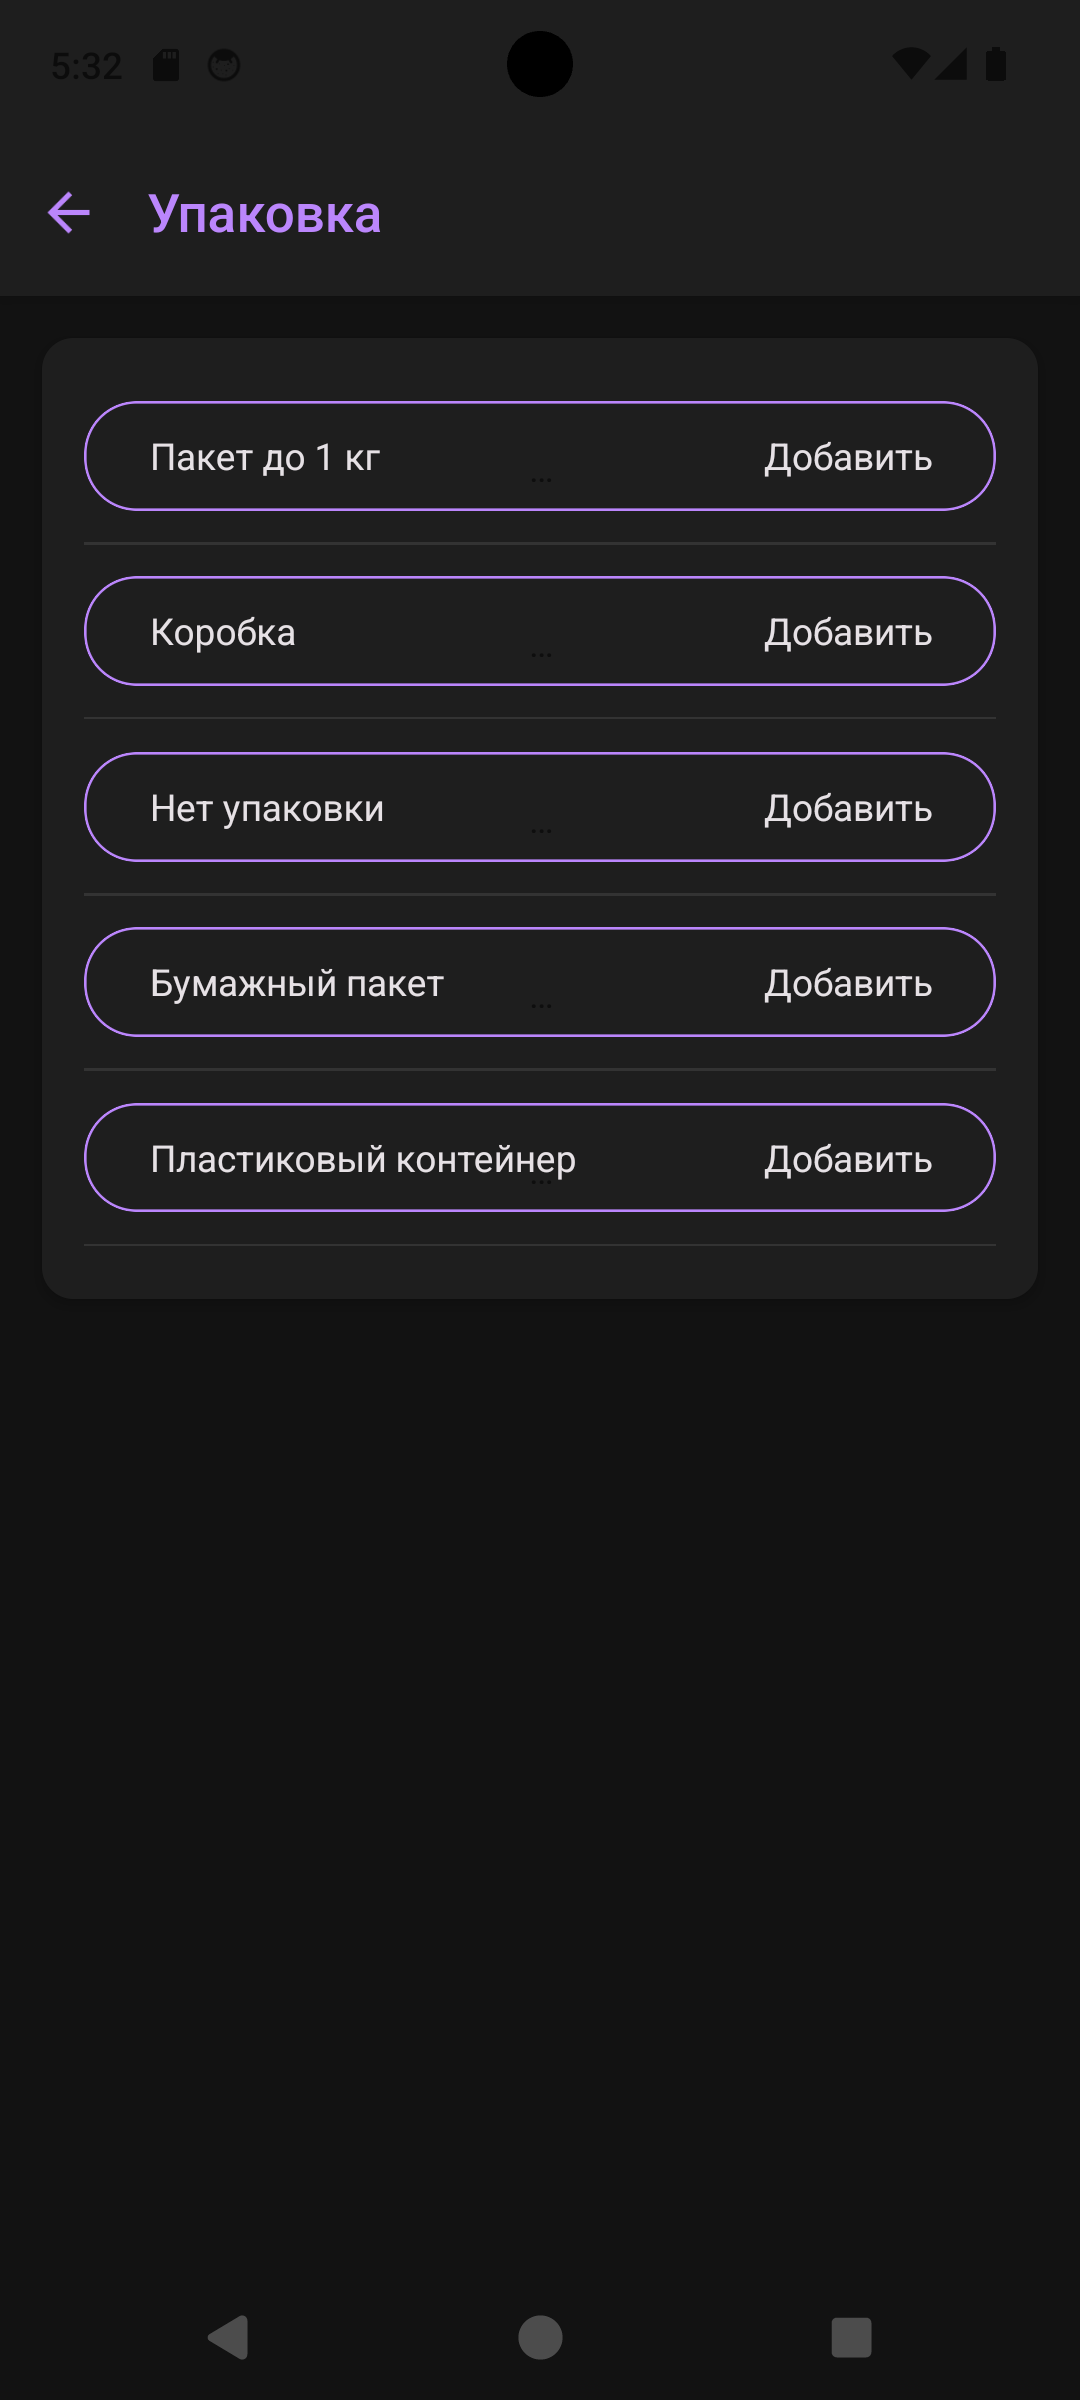 5:32
Упаковка
Пакет до 1 кг ... Добавить
Коробка ... Добавить
Нет упаковки ... Добавить
Бумажный пакет ... Добавить
Пластиковый контейнер ... Добавить